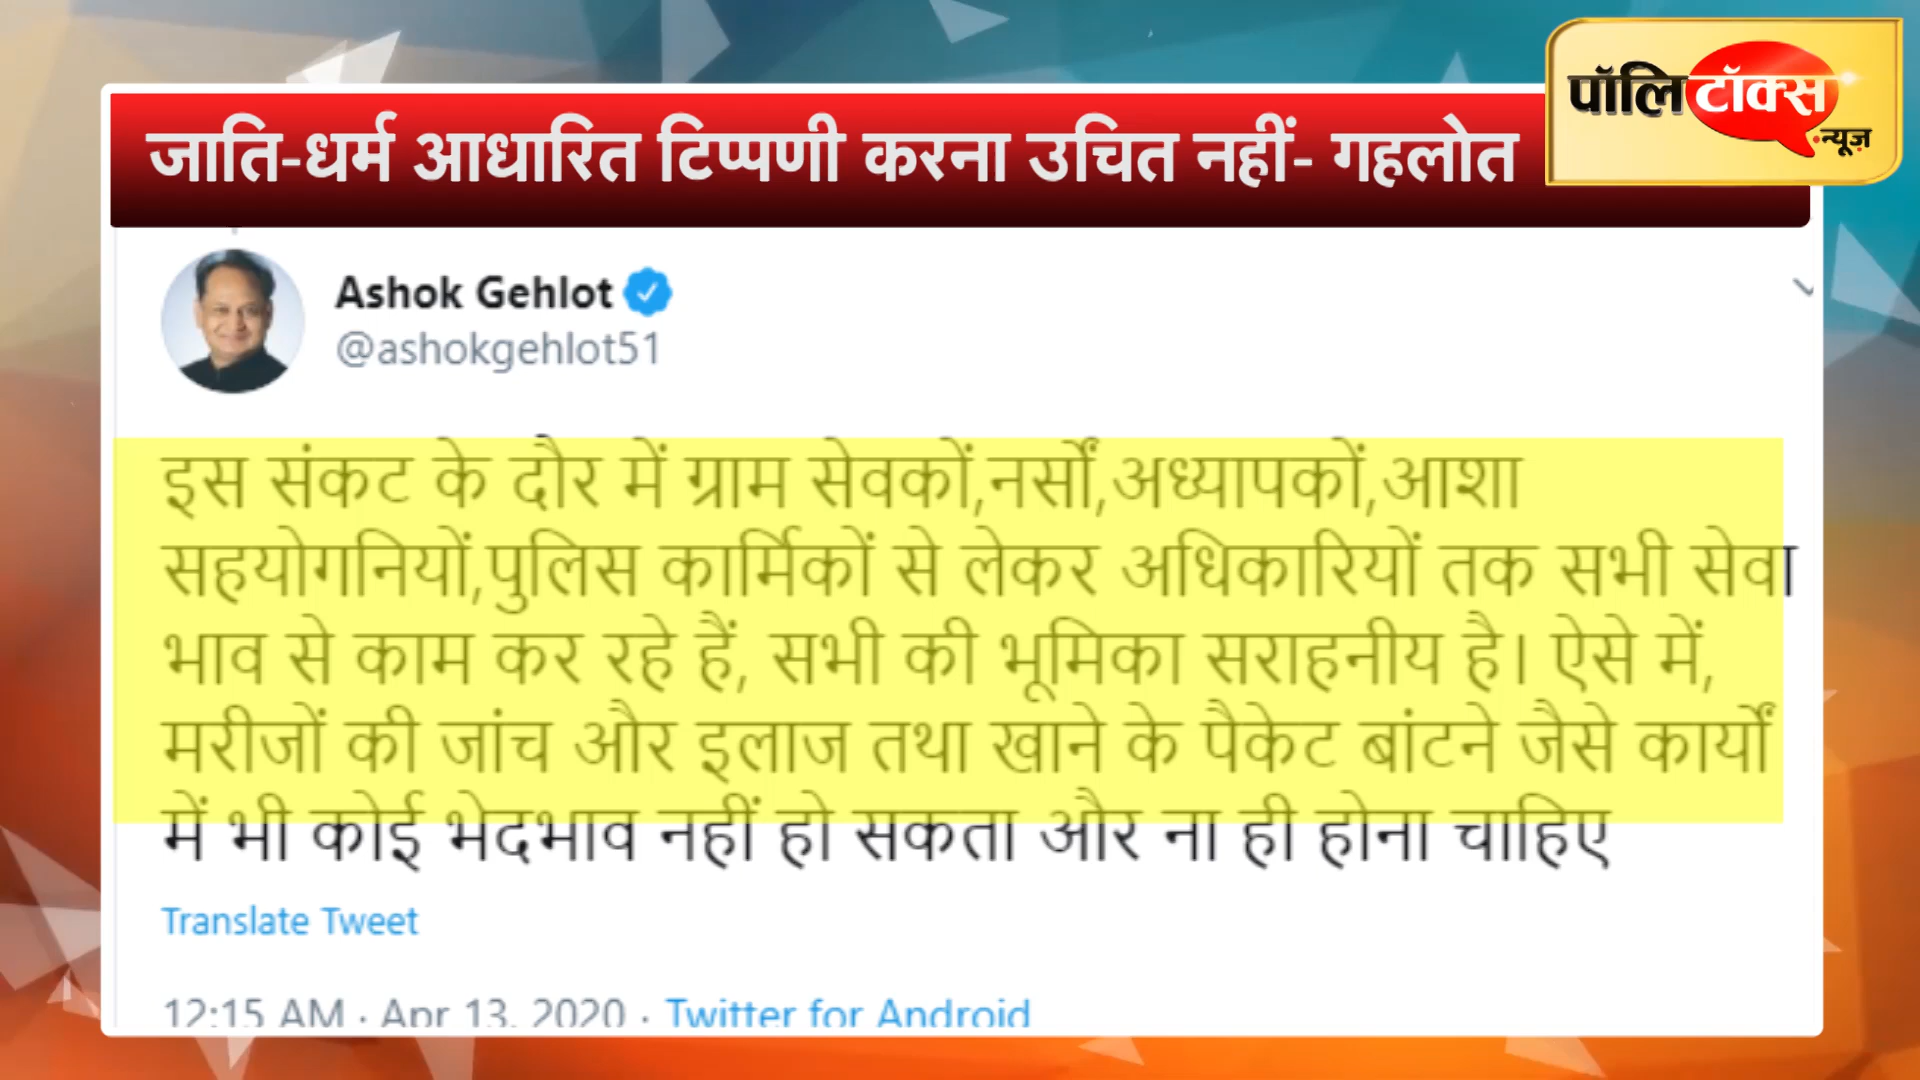 जाति-धर्म आधारित टिप्पणी करना उचित नहीं- गहलोत
पॉलिटॉक्स
न्यूज़
Ashok Gehlot
@ashokgehlot51
इस संकट के दौर में ग्राम सेवकों,नर्सों,अध्यापकों,आशा
सहयोगनियों,पुलिस कार्मिकों से लेकर अधिकारियों तक सभी सेवा
भाव से काम कर रहे हैं, सभी की भूमिका सराहनीय है। ऐसे में,
मरीजों की जांच और इलाज तथा खाने के पैकेट बांटने जैसे कार्यों
में भी कोई भेदभाव नहीं हो सकता और ना ही होना चाहिए
Translate Tweet
12:15 AM · Apr 13, 2020 · Twitter for Android